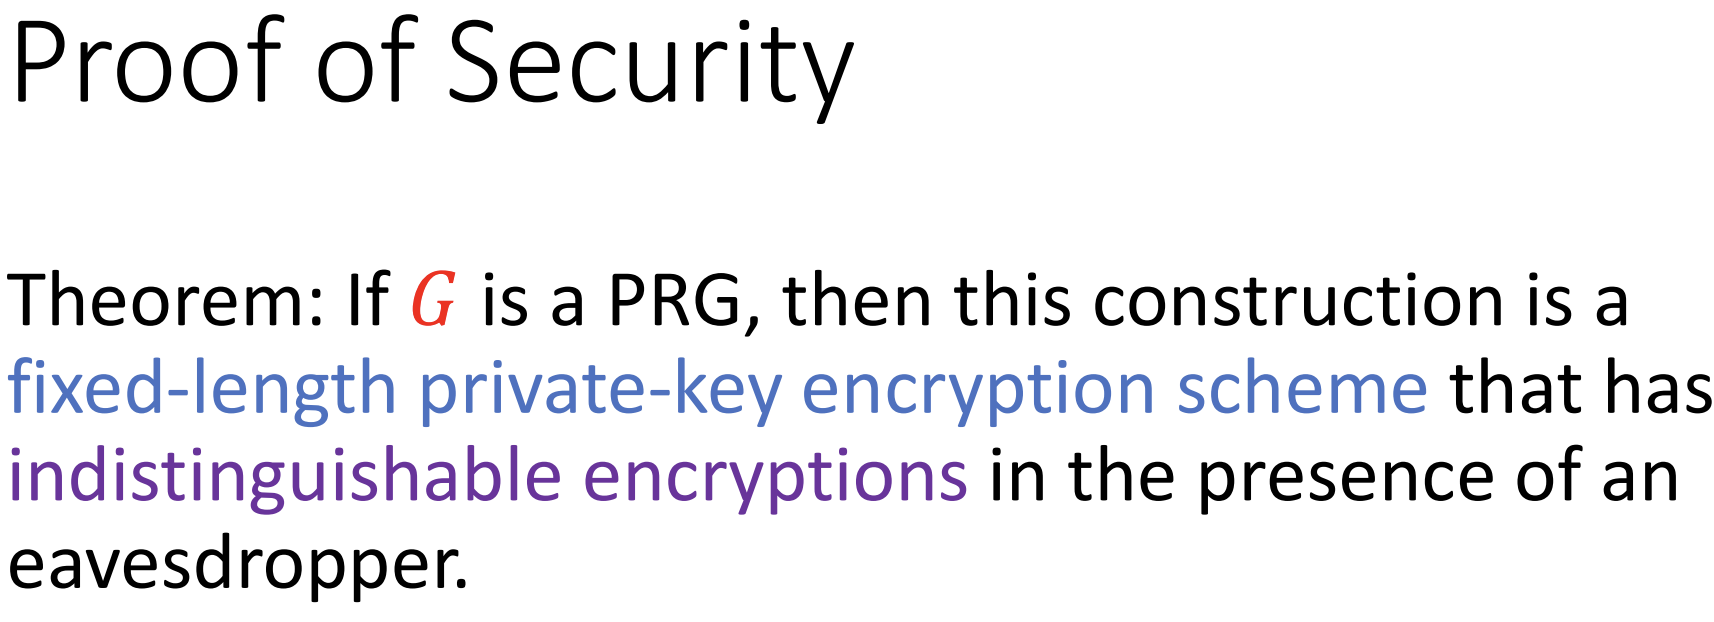 Proof of Security
Theorem: If G is a PRG, then this construction is a
fixed-length private-key encryption scheme that has
indistinguishable encryptions in the presence of an
eavesdropper.